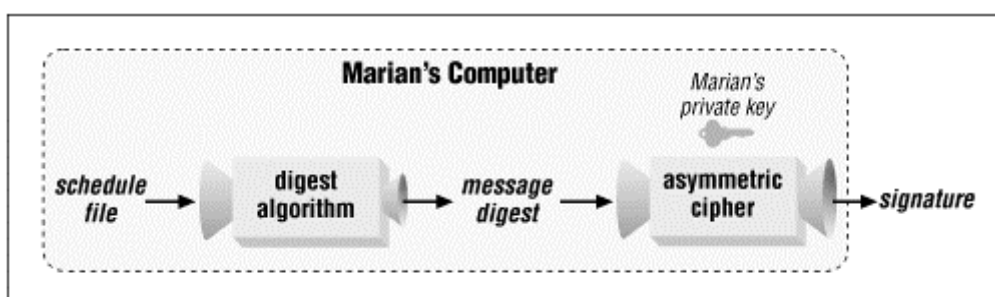 Marian's Computer
Marian's
private key
schedule
file
digest
algorithm
message
digest
asymmetric
cipher
signature